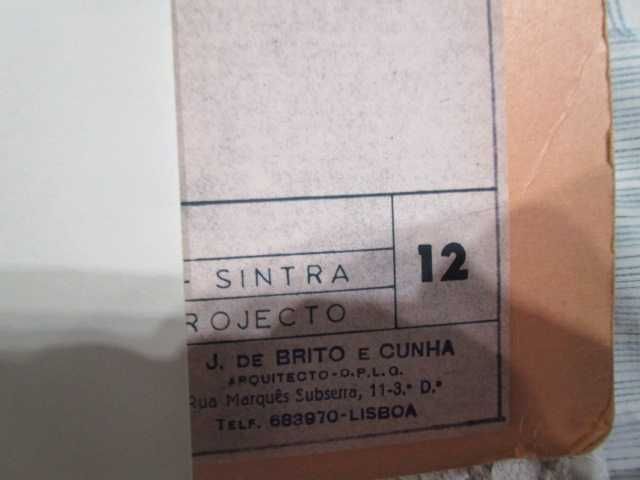 - SINTRA
12
ROJECTO
J. DE BRITO E CUNHA
ARQUITECTO-D.P.L.G.
Rua Marquês Subserra, 11-3.º D.º
TELF. 683970-LISBOA